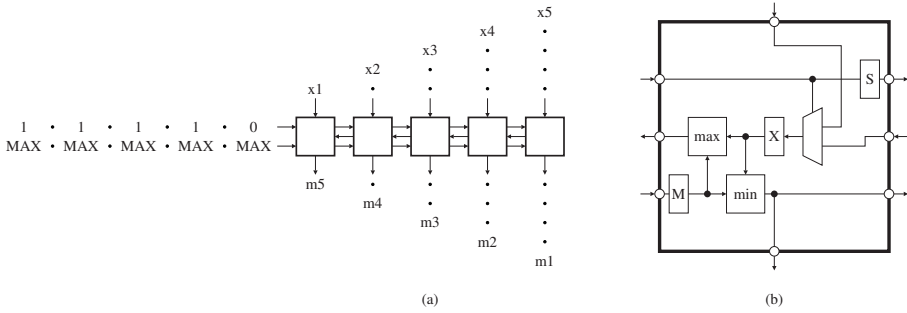 x5
x4
x3
x2
x1
1 • 1 • 1 • 1 • 0
MAX • MAX • MAX • MAX • MAX
m5
m4
m3
m2
m1
(a)
S
max
X
M
min
(b)